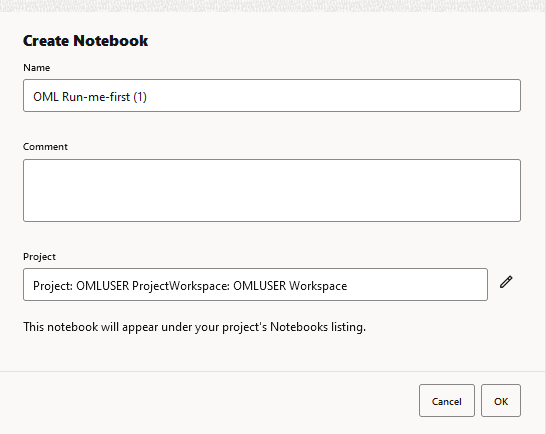 Create Notebook
Name
OML Run-me-first (1)
Comment
Project
Project: OMLUSER ProjectWorkspace: OMLUSER Workspace
This notebook will appear under your project's Notebooks listing.
Cancel OK